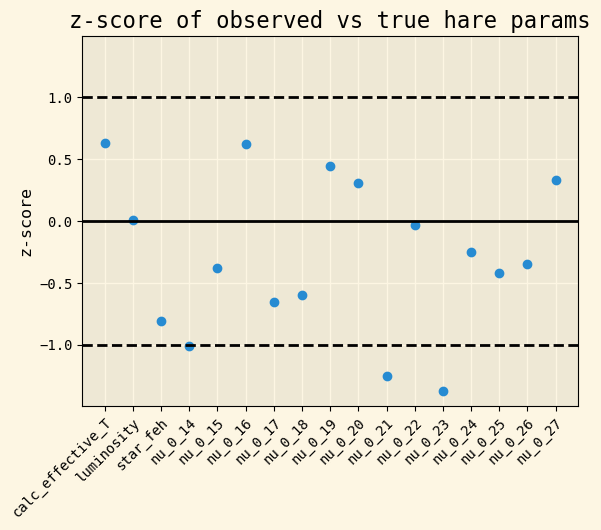 z-score of observed vs true hare params
z-score
1.0
0.5
0.0
−0.5
−1.0
calc_effective_T
luminosity
star_feh
nu_0_14
nu_0_15
nu_0_16
nu_0_17
nu_0_18
nu_0_19
nu_0_20
nu_0_21
nu_0_22
nu_0_23
nu_0_24
nu_0_25
nu_0_26
nu_0_27